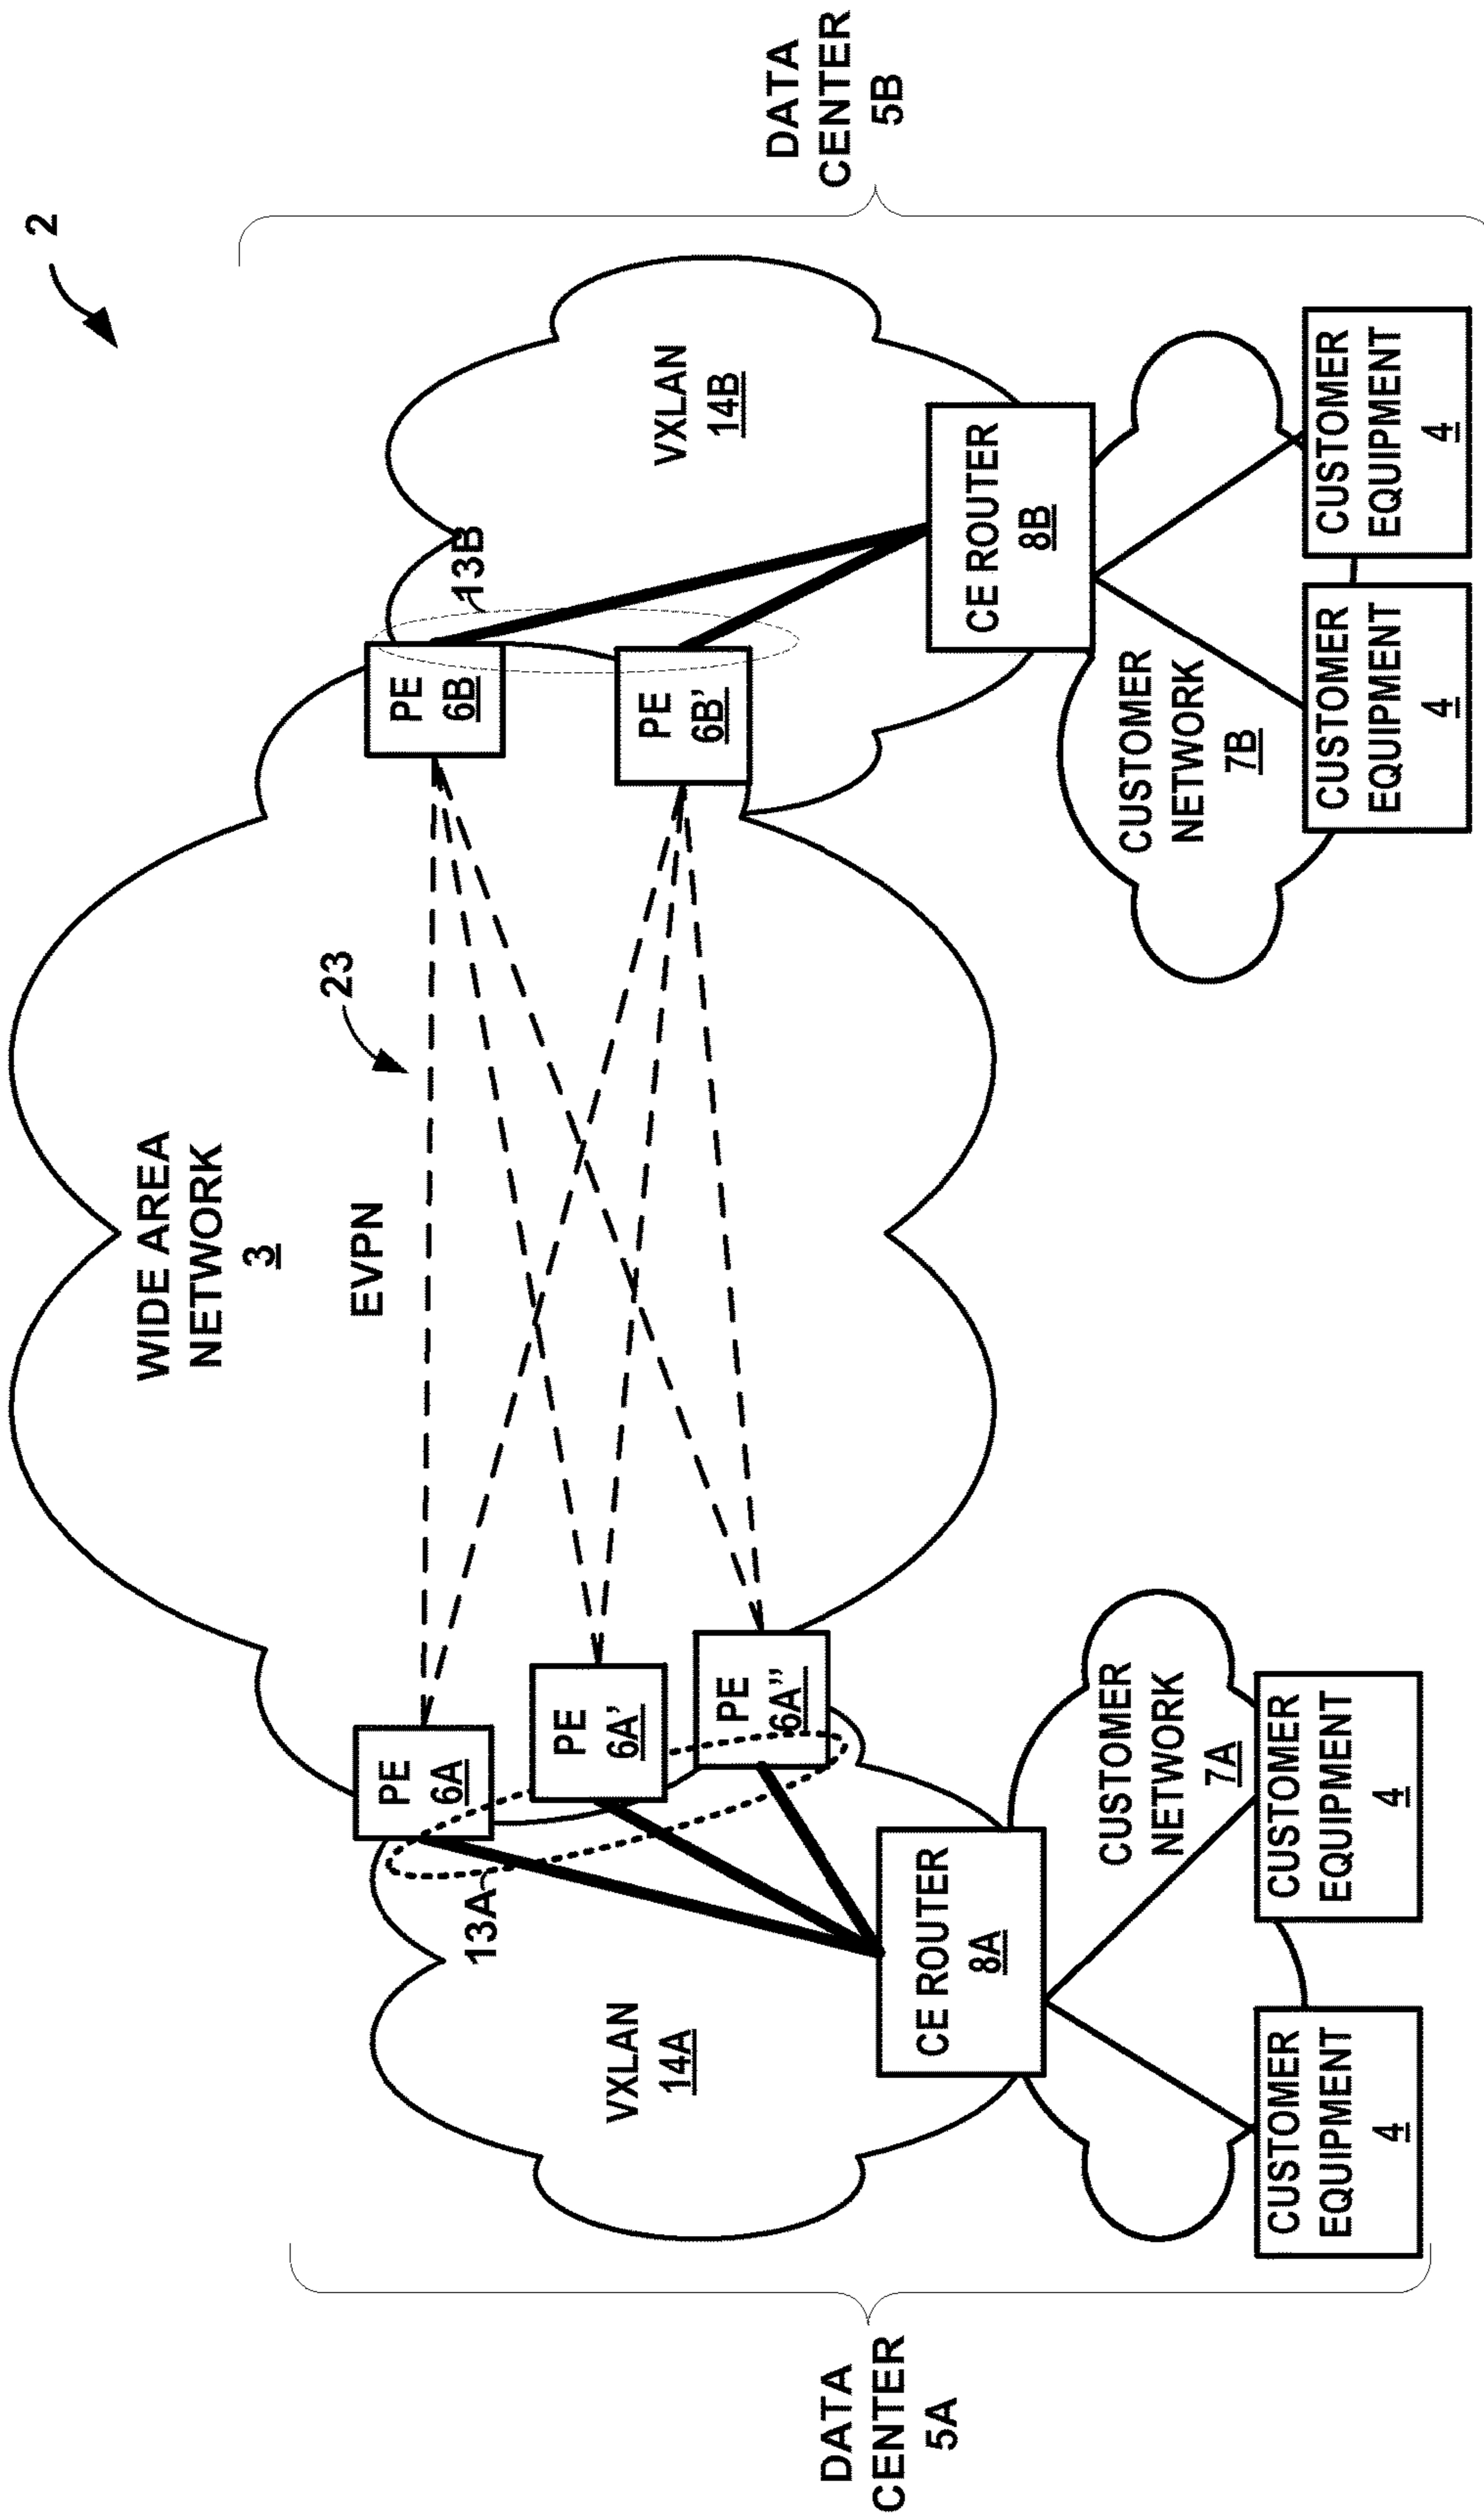 2
WIDE AREA
NETWORK
3
EVPN
23
PE
6A
PE
6A'
PE
6A''
PE
6B
PE
6B'
13A
13B
VXLAN
14A
VXLAN
14B
CE ROUTER
8A
CE ROUTER
8B
DATA
CENTER
5A
DATA
CENTER
5B
CUSTOMER
NETWORK
7A
CUSTOMER
NETWORK
7B
CUSTOMER
EQUIPMENT
4
CUSTOMER
EQUIPMENT
4
CUSTOMER
EQUIPMENT
4
CUSTOMER
EQUIPMENT
4